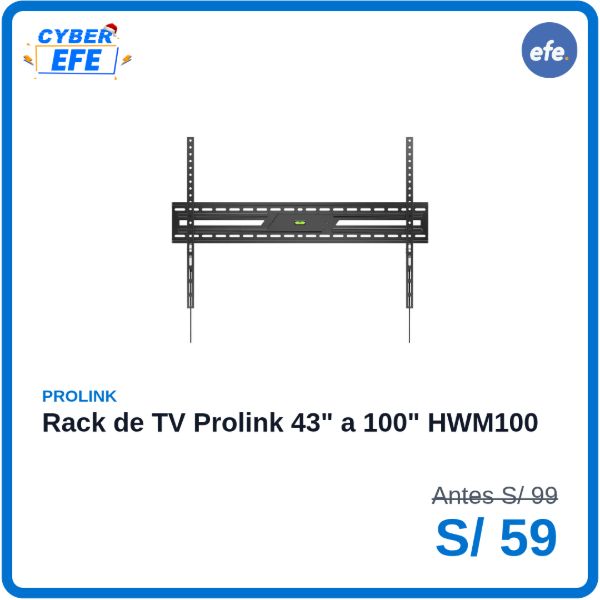 CYBER
EFE
efe.
PROLINK
Rack de TV Prolink 43" a 100" HWM100
Antes S/ 99
S/ 59